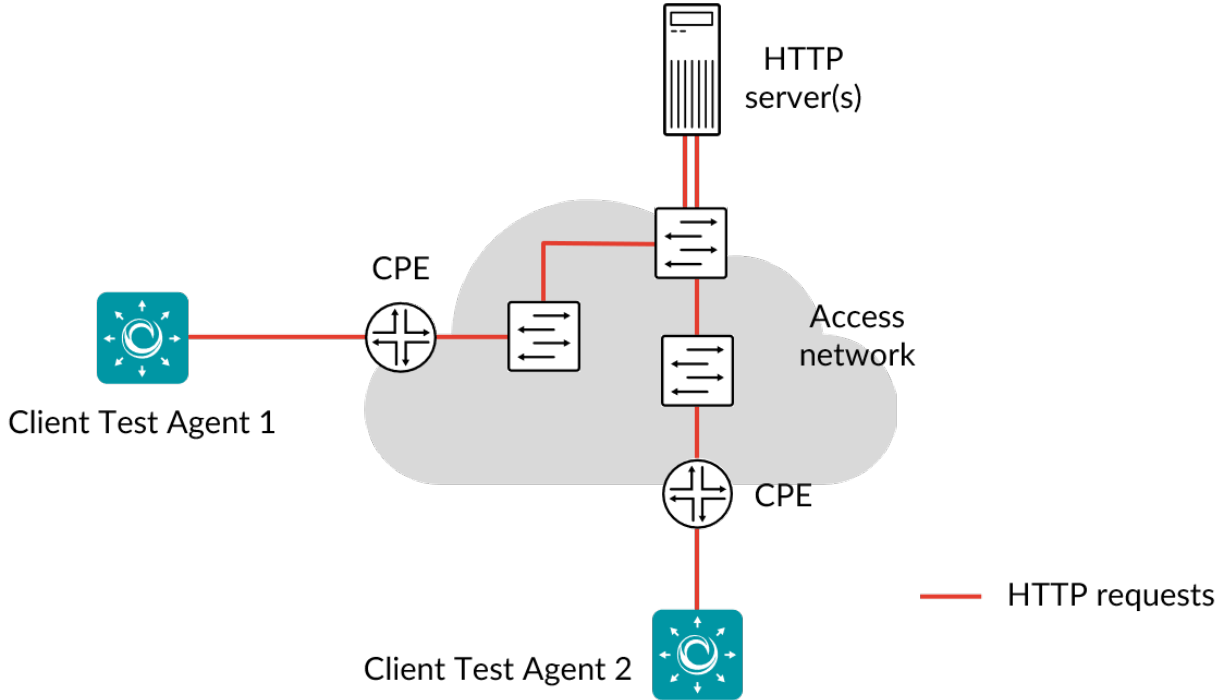 HTTP
server(s)
CPE
Access
network
Client Test Agent 1
CPE
HTTP requests
Client Test Agent 2